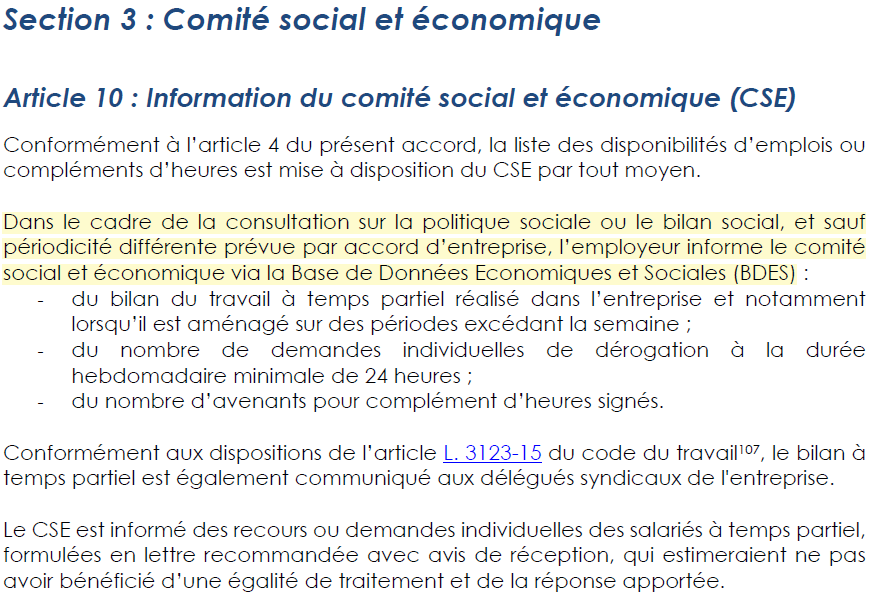 Section 3 : Comité social et économique
Article 10 : Information du comité social et économique (CSE)
Conformément à l’article 4 du présent accord, la liste des disponibilités d’emplois ou
compléments d’heures est mise à disposition du CSE par tout moyen.
Dans le cadre de la consultation sur la politique sociale ou le bilan social, et sauf
périodicité différente prévue par accord d’entreprise, l’employeur informe le comité
social et économique via la Base de Données Economiques et Sociales (BDES) :
- du bilan du travail à temps partiel réalisé dans l’entreprise et notamment
lorsqu’il est aménagé sur des périodes excédant la semaine ;
- du nombre de demandes individuelles de dérogation à la durée
hebdomadaire minimale de 24 heures ;
- du nombre d’avenants pour complément d’heures signés.
Conformément aux dispositions de l’article L. 3123-15 du code du travail¹⁰⁷, le bilan à
temps partiel est également communiqué aux délégués syndicaux de l'entreprise.
Le CSE est informé des recours ou demandes individuelles des salariés à temps partiel,
formulées en lettre recommandée avec avis de réception, qui estimeraient ne pas
avoir bénéficié d’une égalité de traitement et de la réponse apportée.